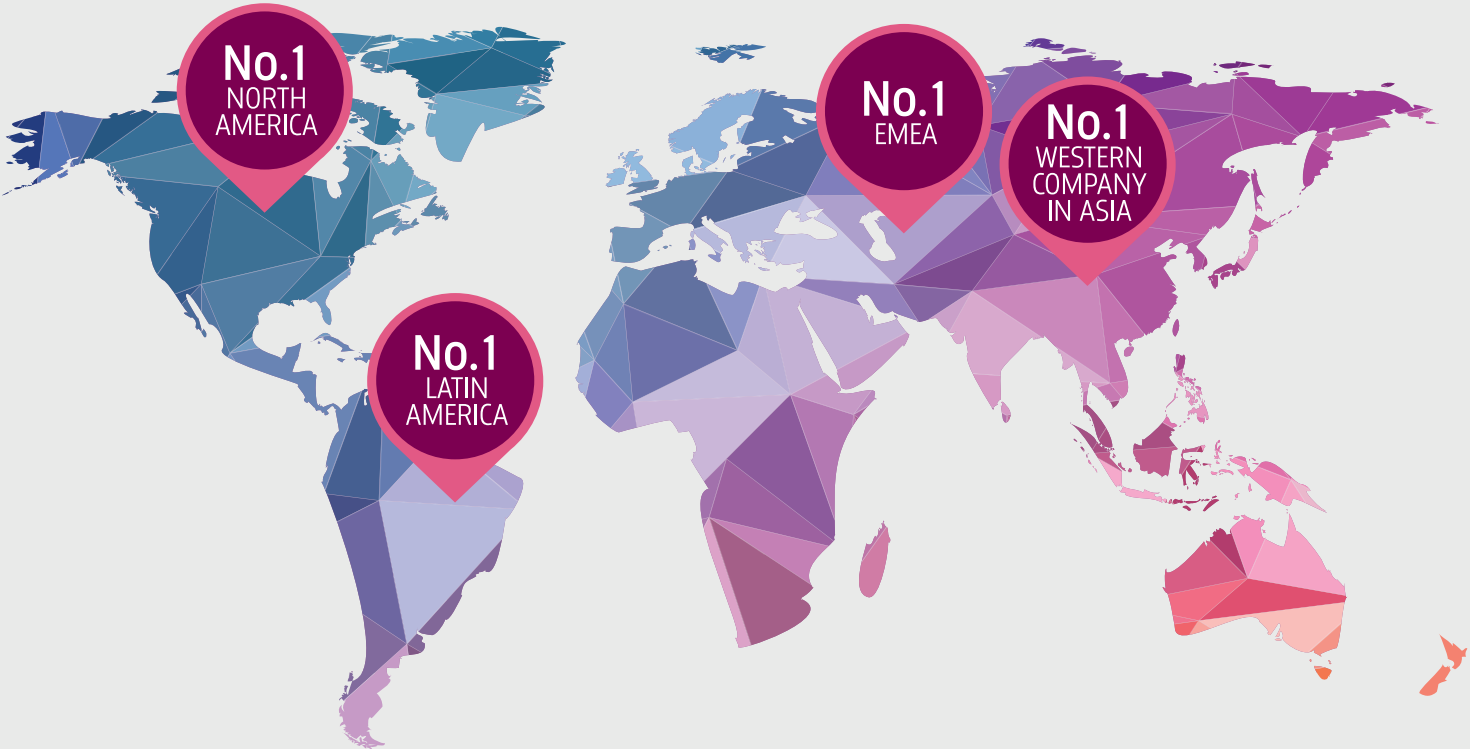 No.1
NORTH
AMERICA
No.1
EMEA
No.1
WESTERN
COMPANY
IN ASIA
No.1
LATIN
AMERICA